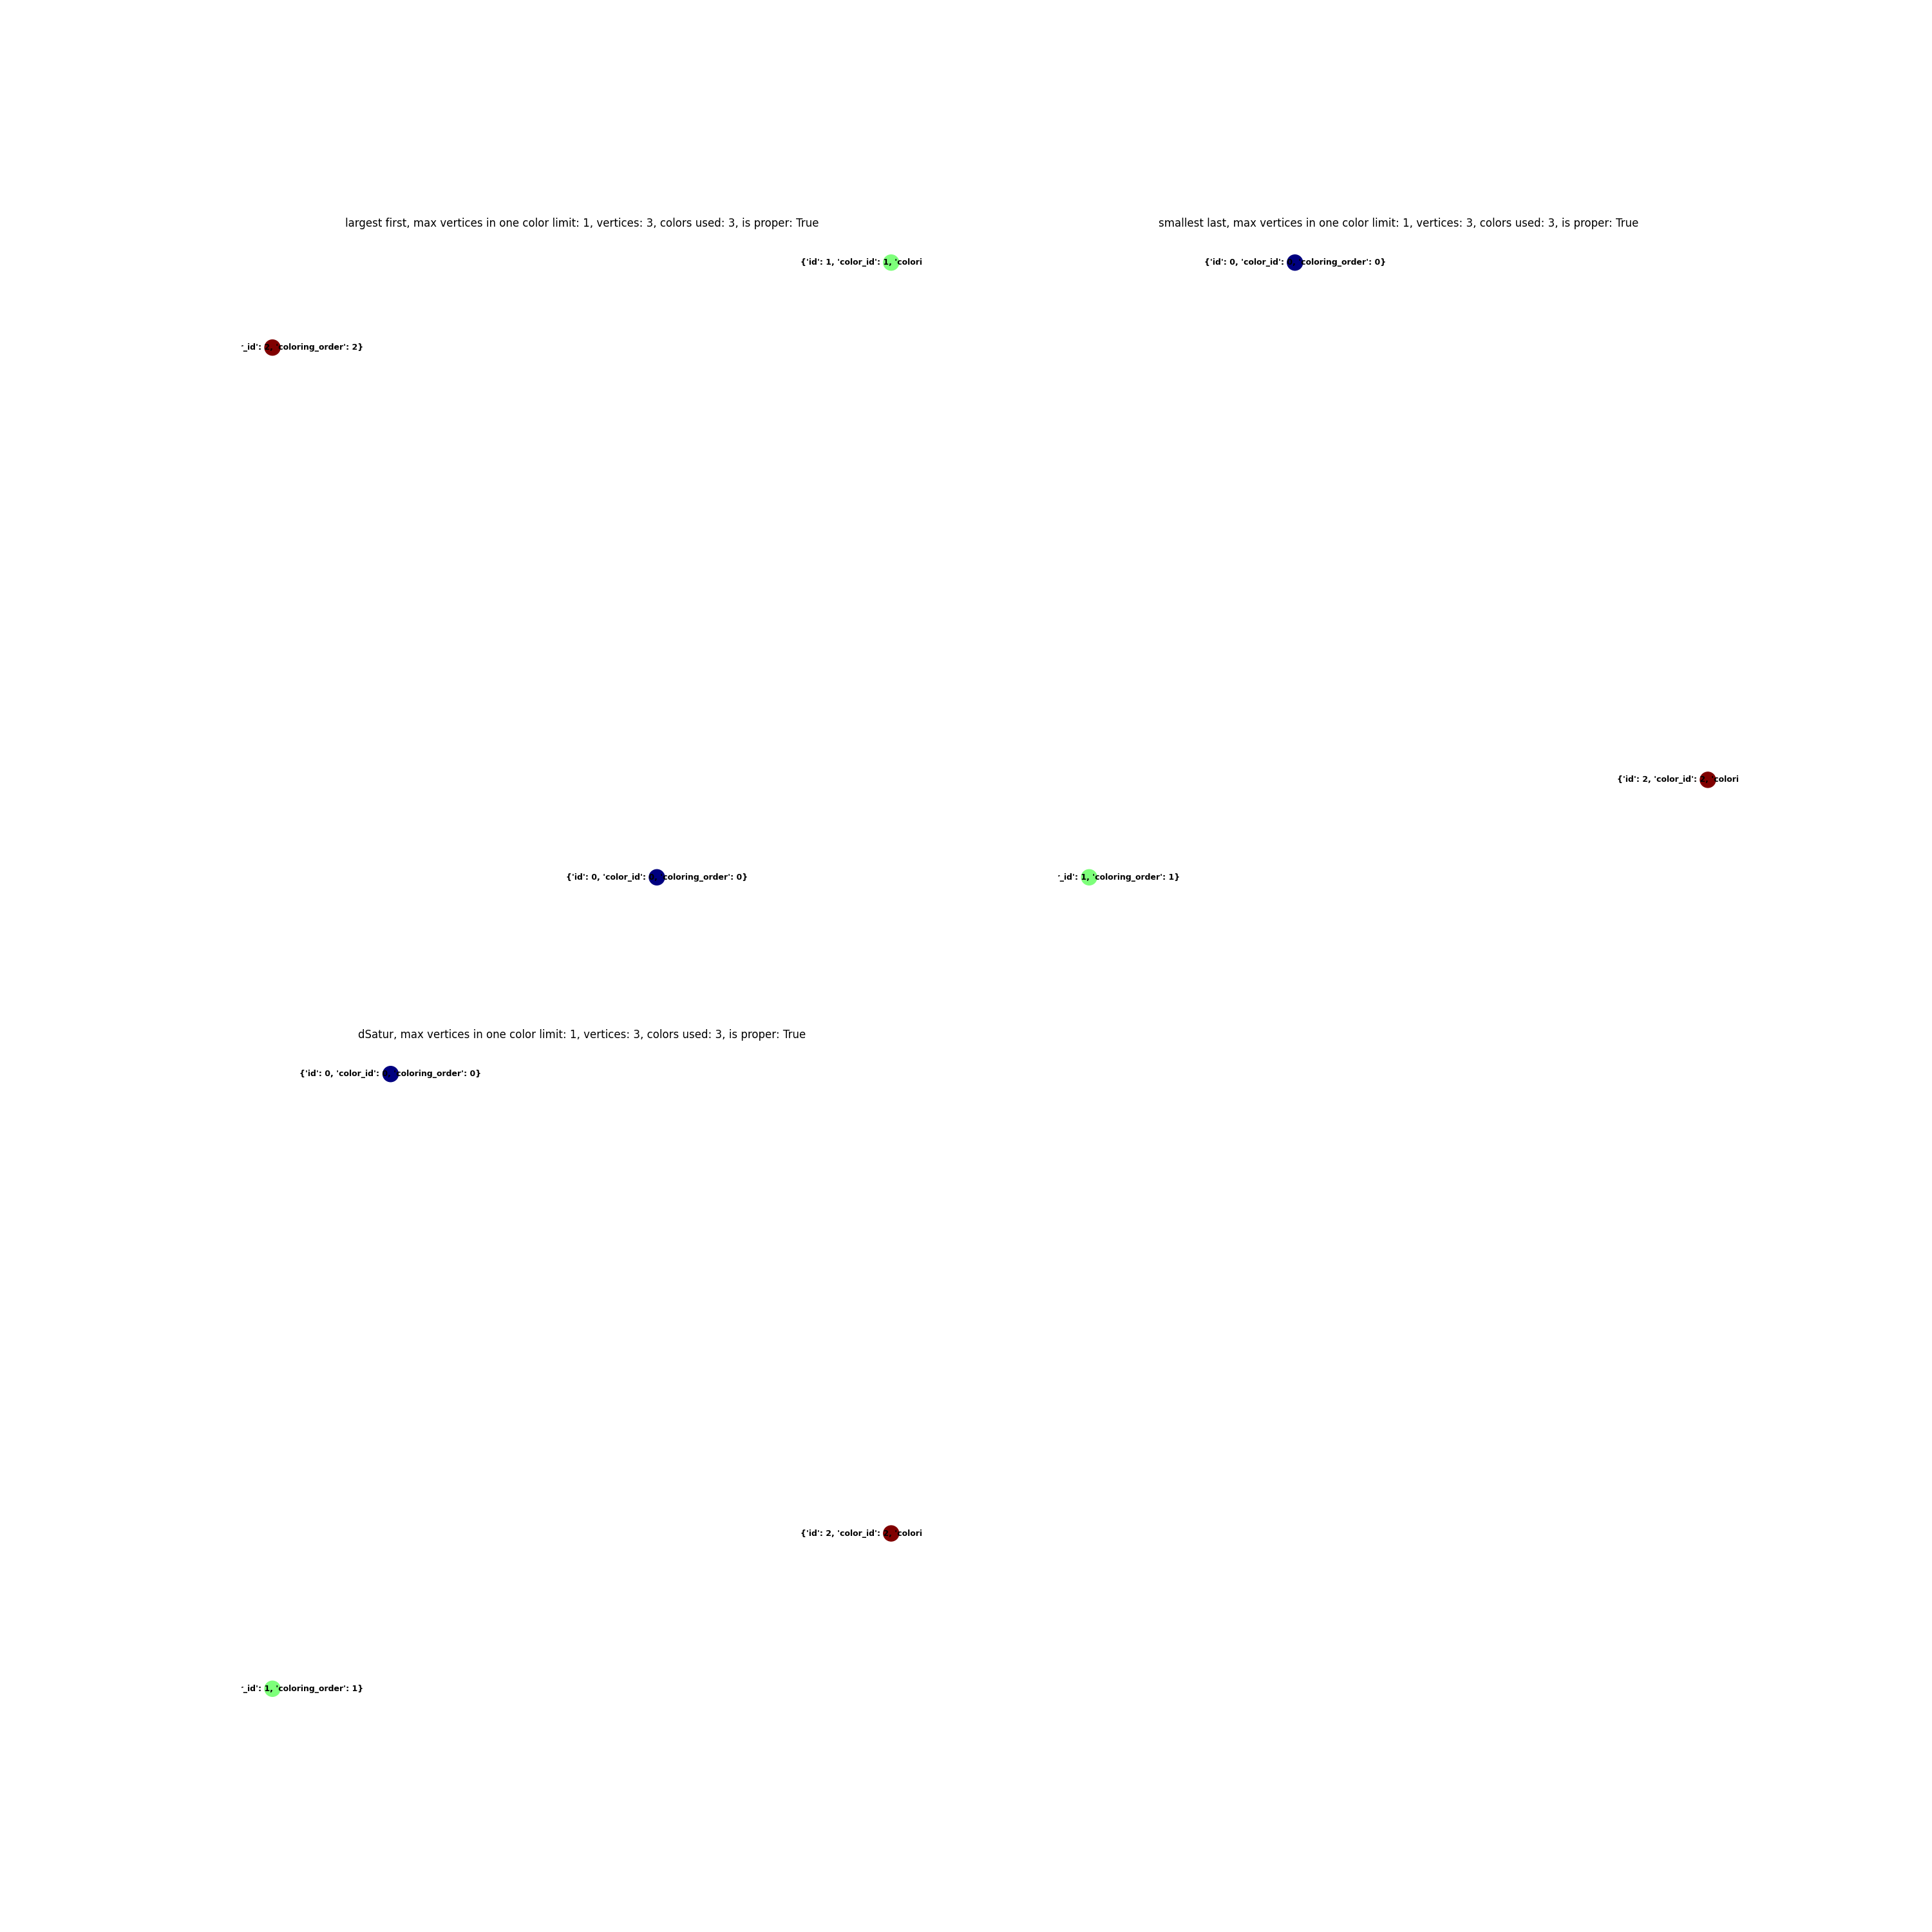 largest first, max vertices in one color limit: 1, vertices: 3, colors used: 3, is proper: True
smallest last, max vertices in one color limit: 1, vertices: 3, colors used: 3, is proper: True
{'id': 1, 'color_id': 1, 'colori
{'id': 0, 'color_id': coloring_order': 0}
_id': 2, 'coloring_order': 2}
{'id': 2, 'color_id': 2, 'colori
{'id': 0, 'color_id': coloring_order': 0}
_id': 1, 'coloring_order': 1}
dSatur, max vertices in one color limit: 1, vertices: 3, colors used: 3, is proper: True
{'id': 0, 'color_id': coloring_order': 0}
{'id': 2, 'color_id': 2, 'colori
_id': 1, 'coloring_order': 1}